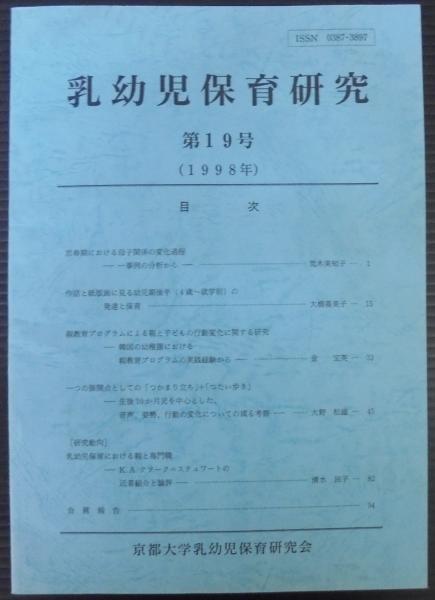 ISSN 0387-3897
乳幼児保育研究
第19号
(1998年)
目 次
思春期における母子関係の変化過程
— 一事例の分析から — 荒木美知子 — 1
作話と紙版画に見る幼児期後半(4歳〜就学前)の
発達と保育 大橋喜美子 — 15
親教育プログラムによる親と子どもの行動変化に関する研究
— 韓国の幼稚園における
親教育プログラムの実践経験から — 金 宝英 — 33
一つの振開点としての「つかまり立ち」+「つたい歩き」
— 生後10か月児を中心とした、
音声、姿勢、行動の変化についての或る考察 — 大野 松雄 — 45
[研究動向]
乳幼児保育における親と専門職
— K.A.クラーク=ステュワートの
近著紹介と論評 — 清水 民子 — 82
会務報告 94
京都大学乳幼児保育研究会